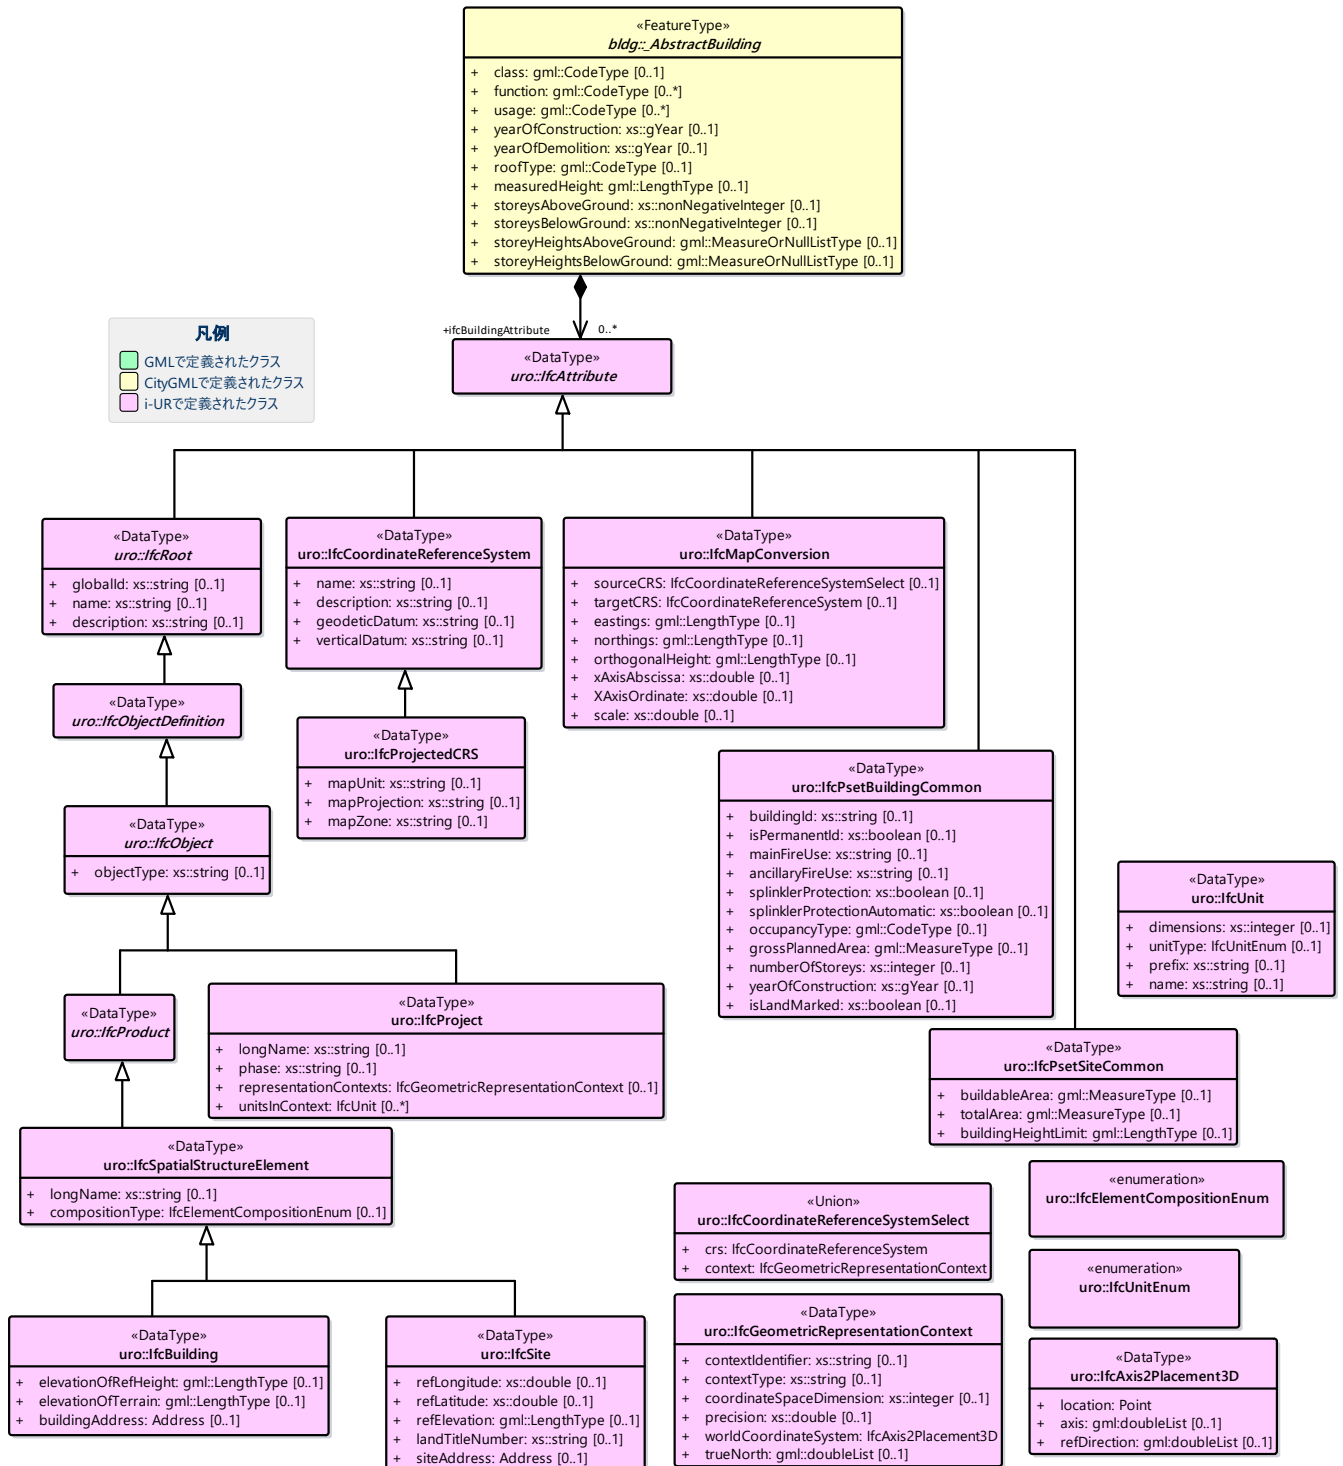 «FeatureType»
bldg::_AbstractBuilding
+ class: gml::CodeType [0..1]
+ function: gml::CodeType [0..*]
+ usage: gml::CodeType [0..*]
+ yearOfConstruction: xs::gYear [0..1]
+ yearOfDemolition: xs::gYear [0..1]
+ roofType: gml::CodeType [0..1]
+ measuredHeight: gml::LengthType [0..1]
+ storeysAboveGround: xs::nonNegativeInteger [0..1]
+ storeysBelowGround: xs::nonNegativeInteger [0..1]
+ storeyHeightsAboveGround: gml::MeasureOrNullListType [0..1]
+ storeyHeightsBelowGround: gml::MeasureOrNullListType [0..1]
+ifcBuildingAttribute 0..*
凡例
GMLで定義されたクラス
CityGMLで定義されたクラス
i-URで定義されたクラス
«DataType»
uro::IfcAttribute
«DataType»
uro::IfcRoot
+ globalId: xs::string [0..1]
+ name: xs::string [0..1]
+ description: xs::string [0..1]
«DataType»
uro::IfcCoordinateReferenceSystem
+ name: xs::string [0..1]
+ description: xs::string [0..1]
+ geodeticDatum: xs::string [0..1]
+ verticalDatum: xs::string [0..1]
«DataType»
uro::IfcMapConversion
+ sourceCRS: IfcCoordinateReferenceSystemSelect [0..1]
+ targetCRS: IfcCoordinateReferenceSystem [0..1]
+ eastings: gml::LengthType [0..1]
+ northings: gml::LengthType [0..1]
+ orthogonalHeight: gml::LengthType [0..1]
+ xAxisAbscissa: xs::double [0..1]
+ XAxisOrdinate: xs::double [0..1]
+ scale: xs::double [0..1]
«DataType»
uro::IfcObjectDefinition
«DataType»
uro::IfcProjectedCRS
+ mapUnit: xs::string [0..1]
+ mapProjection: xs::string [0..1]
+ mapZone: xs::string [0..1]
«DataType»
uro::IfcPsetBuildingCommon
+ buildingId: xs::string [0..1]
+ isPermanentId: xs::boolean [0..1]
+ mainFireUse: xs::string [0..1]
+ ancillaryFireUse: xs::string [0..1]
+ splinklerProtection: xs::boolean [0..1]
+ splinklerProtectionAutomatic: xs::boolean [0..1]
+ occupancyType: gml::CodeType [0..1]
+ grossPlannedArea: gml::MeasureType [0..1]
+ numberOfStoreys: xs::integer [0..1]
+ yearOfConstruction: xs::gYear [0..1]
+ isLandMarked: xs::boolean [0..1]
«DataType»
uro::IfcObject
+ objectType: xs::string [0..1]
«DataType»
uro::IfcUnit
+ dimensions: xs::integer [0..1]
+ unitType: IfcUnitEnum [0..1]
+ prefix: xs::string [0..1]
+ name: xs::string [0..1]
«DataType»
uro::IfcProduct
«DataType»
uro::IfcProject
+ longName: xs::string [0..1]
+ phase: xs::string [0..1]
+ representationContexts: IfcGeometricRepresentationContext [0..1]
+ unitsInContext: IfcUnit [0..*]
«DataType»
uro::IfcPsetSiteCommon
+ buildableArea: gml::MeasureType [0..1]
+ totalArea: gml::MeasureType [0..1]
+ buildingHeightLimit: gml::LengthType [0..1]
«DataType»
uro::IfcSpatialStructureElement
+ longName: xs::string [0..1]
+ compositionType: IfcElementCompositionEnum [0..1]
«Union»
uro::IfcCoordinateReferenceSystemSelect
+ crs: IfcCoordinateReferenceSystem
+ context: IfcGeometricRepresentationContext
«enumeration»
uro::IfcElementCompositionEnum
«enumeration»
uro::IfcUnitEnum
«DataType»
uro::IfcBuilding
+ elevationOfRefHeight: gml::LengthType [0..1]
+ elevationOfTerrain: gml::LengthType [0..1]
+ buildingAddress: Address [0..1]
«DataType»
uro::IfcSite
+ refLongitude: xs::double [0..1]
+ refLatitude: xs::double [0..1]
+ refElevation: gml::LengthType [0..1]
+ landTitleNumber: xs::string [0..1]
+ siteAddress: Address [0..1]
«DataType»
uro::IfcGeometricRepresentationContext
+ contextIdentifier: xs::string [0..1]
+ contextType: xs::string [0..1]
+ coordinateSpaceDimension: xs::integer [0..1]
+ precision: xs::double [0..1]
+ worldCoordinateSystem: IfcAxis2Placement3D
+ trueNorth: gml::doubleList [0..1]
«DataType»
uro::IfcAxis2Placement3D
+ location: Point
+ axis: gml:doubleList [0..1]
+ refDirection: gml:doubleList [0..1]